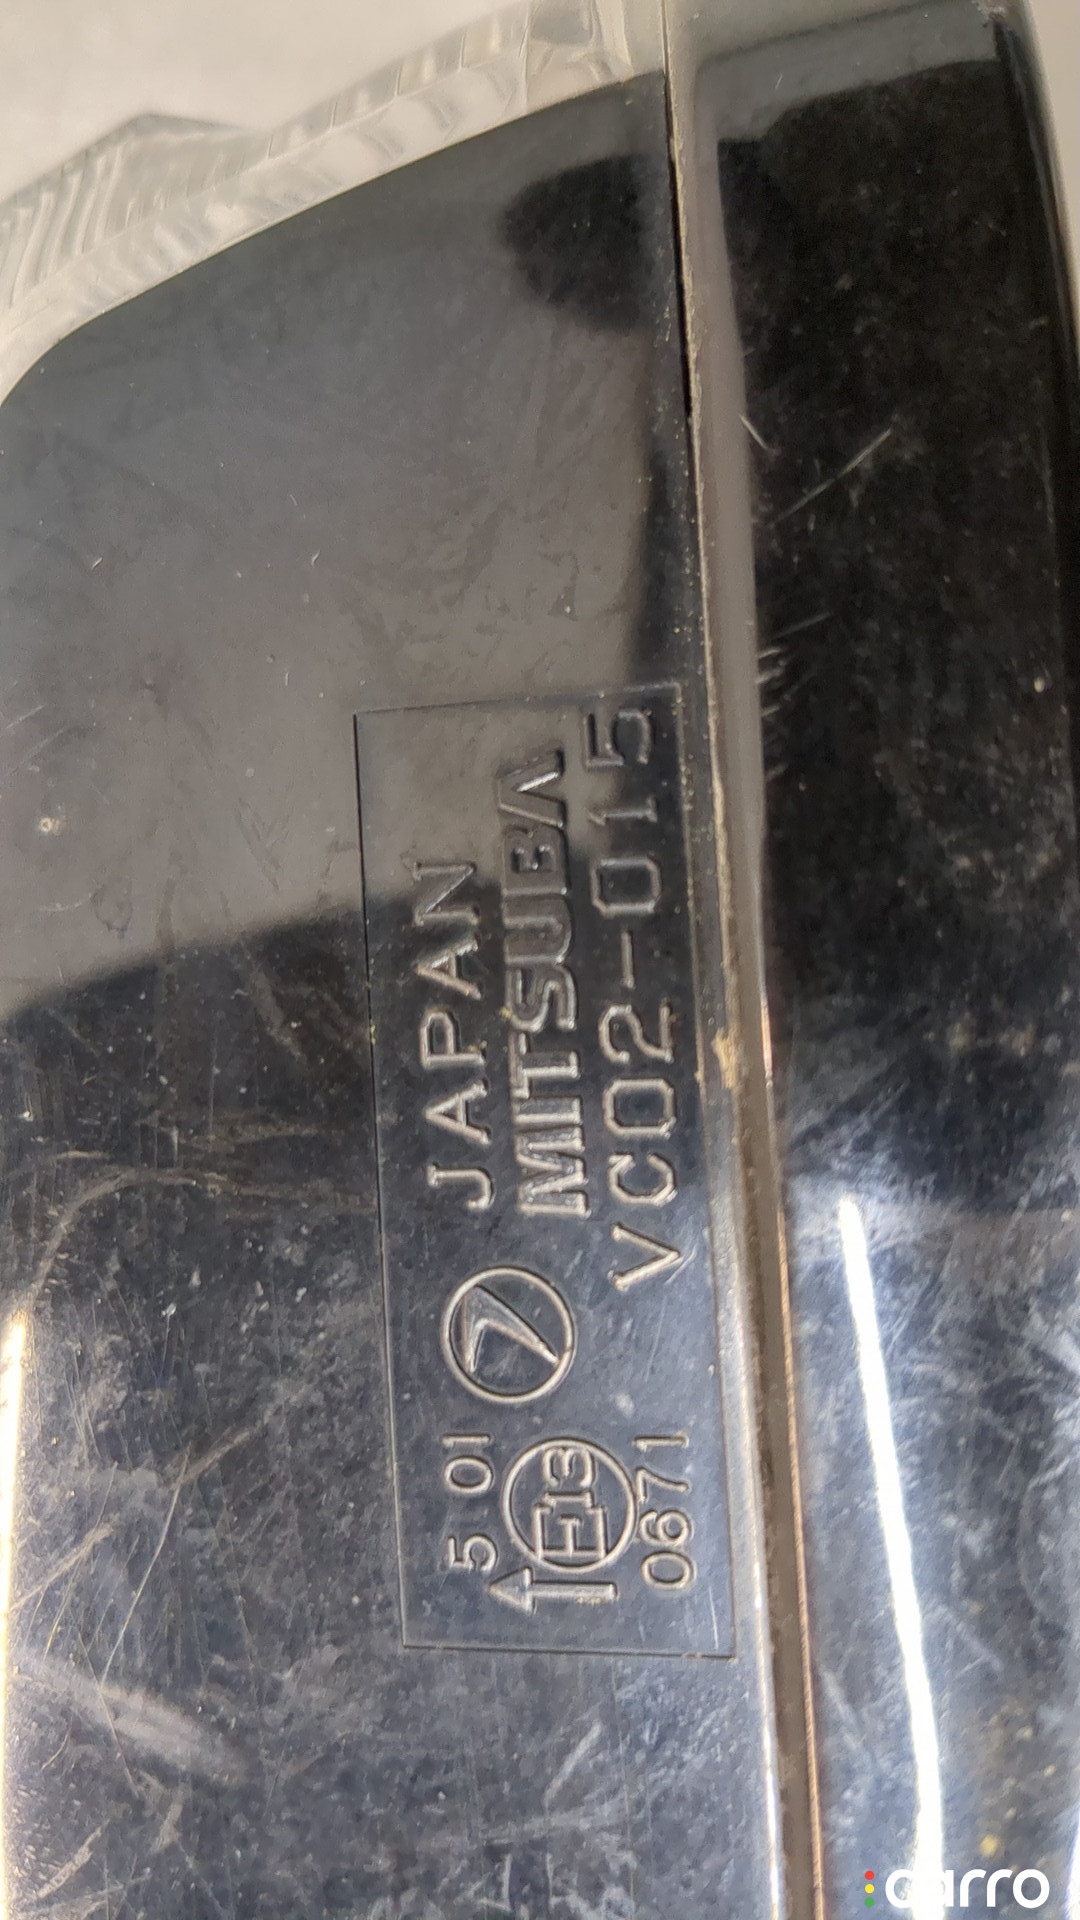 JAPAN
MITSUBA
VC02-015
5 01
E13
0671
carro